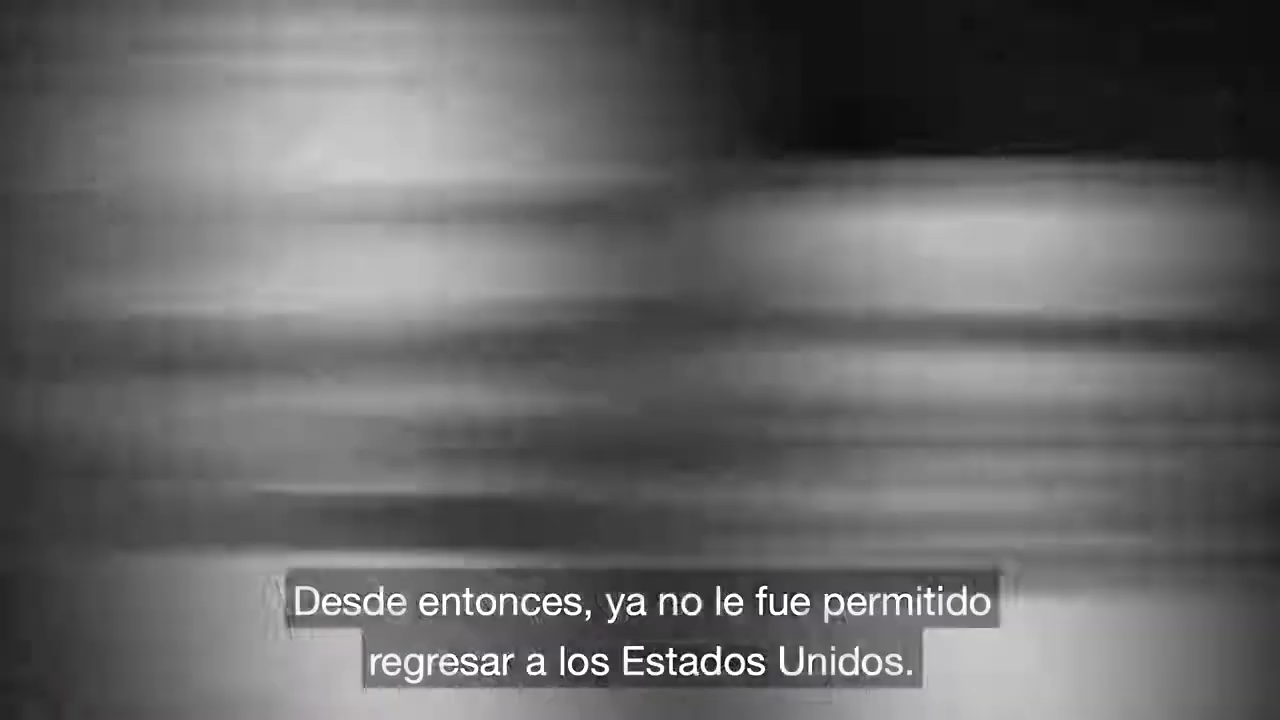 Desde entonces, ya no le fue permitido
regresar a los Estados Unidos.